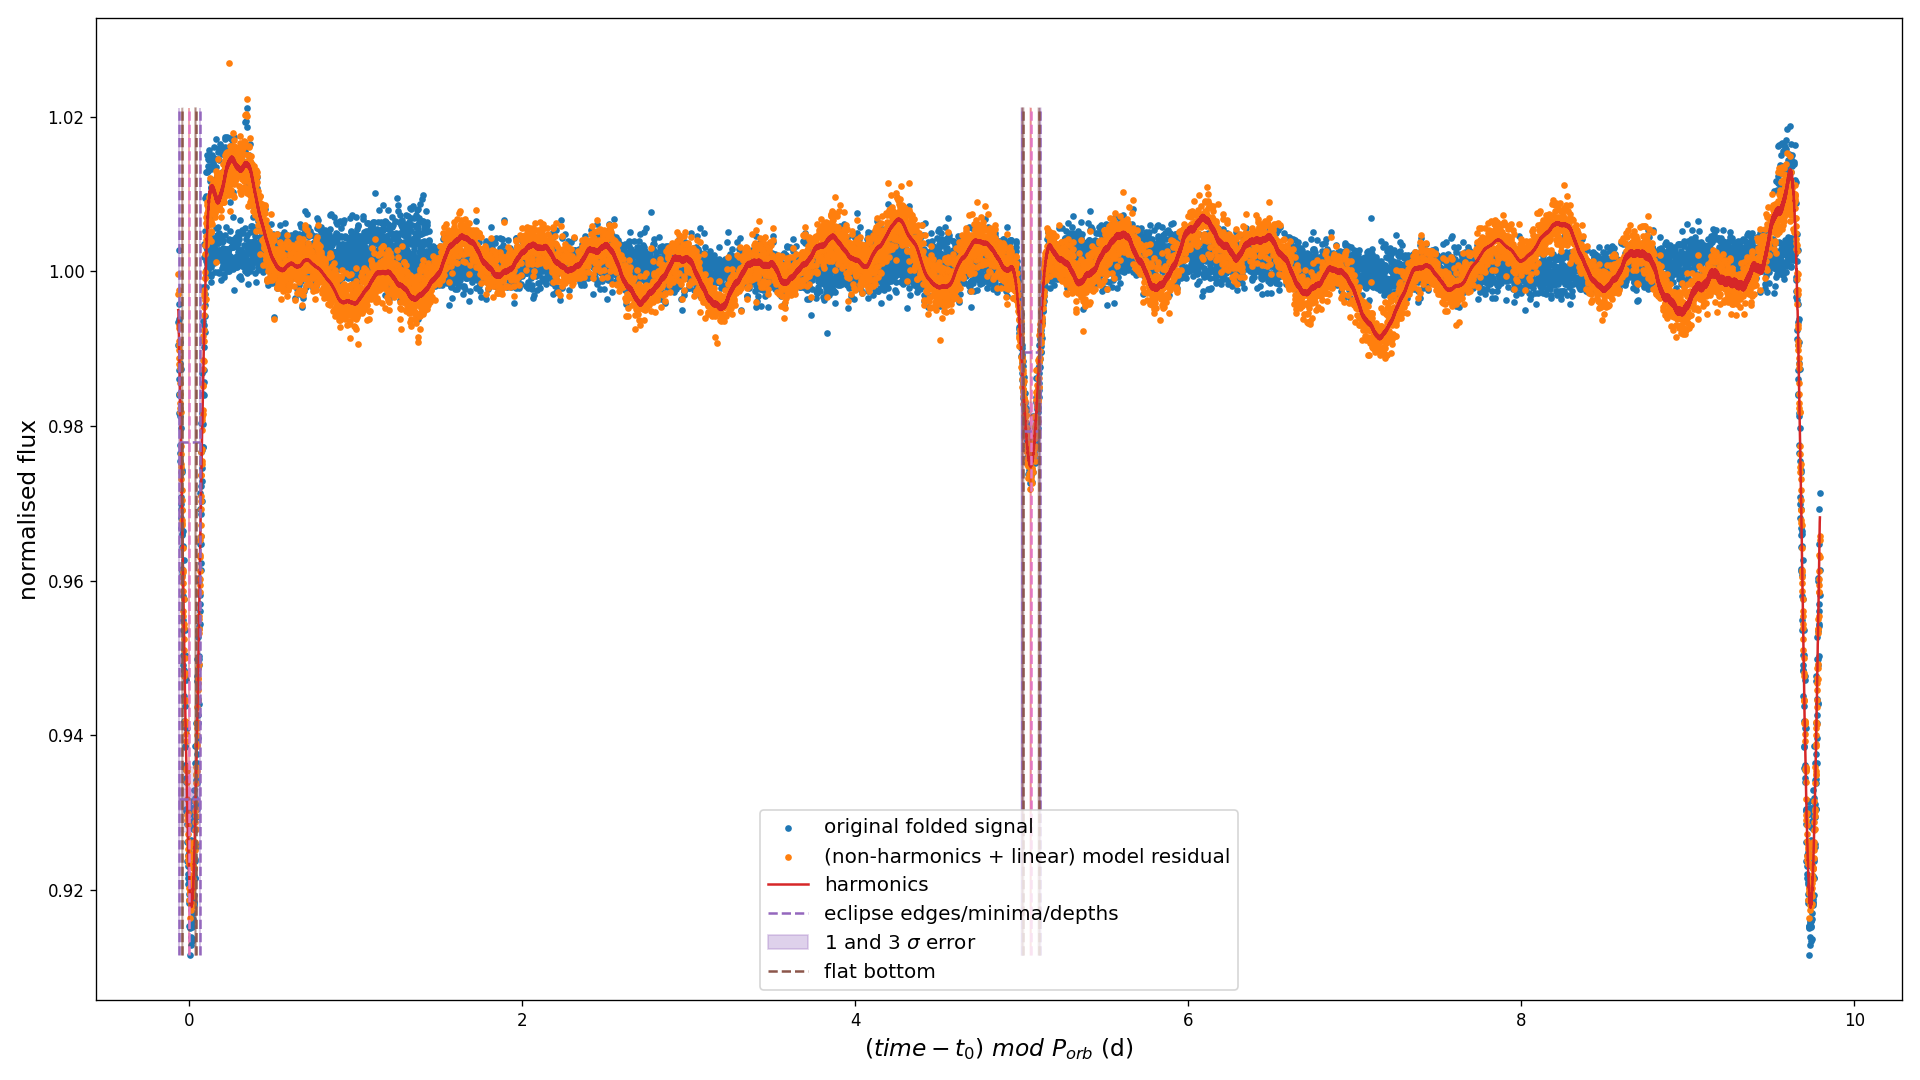 normalised flux
1.02
1.00
0.98
0.96
0.94
0.92
original folded signal
(non-harmonics + linear) model residual
harmonics
eclipse edges/minima/depths
1 and 3 σ error
flat bottom
0 2 4 6 8 10
(time − t₀) mod Pₒᵣb (d)